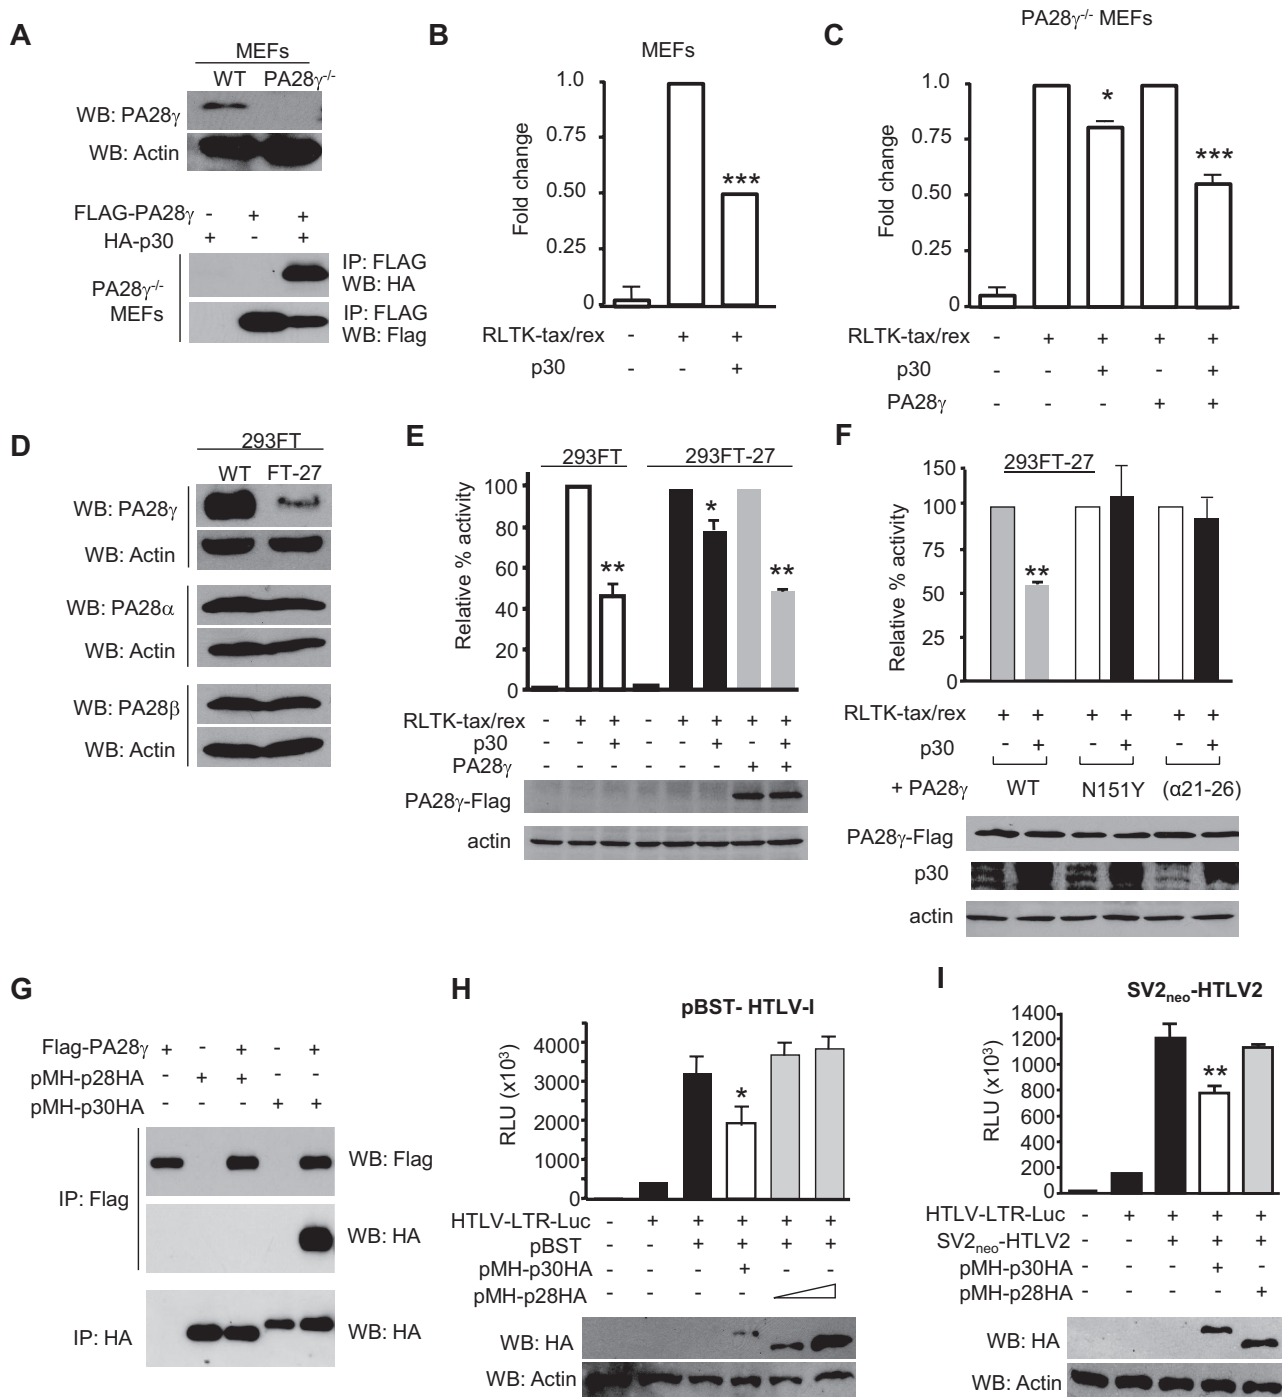 A
MEFs
WT PA28γ-/-
WB: PA28γ
WB: Actin
FLAG-PA28γ - + +
HA-p30 + - +
PA28γ-/-
MEFs
IP: FLAG
WB: HA
IP: FLAG
WB: Flag
B
MEFs
Fold change
1.0
0.75
0.50
0.25
0
***
RLTK-tax/rex - + +
p30 - - +
C
PA28γ-/- MEFs
Fold change
1.0
0.75
0.50
0.25
0
*
***
RLTK-tax/rex - + + + +
p30 - - + - +
PA28γ - - - + +
D
293FT
WT FT-27
WB: PA28γ
WB: Actin
WB: PA28α
WB: Actin
WB: PA28β
WB: Actin
E
293FT 293FT-27
Relative % activity
100
80
60
40
20
0
**
*
**
RLTK-tax/rex - + + - + + + +
p30 - - + - - + - +
PA28γ - - - - - - + +
PA28γ-Flag
actin
F
293FT-27
Relative % activity
150
100
75
50
25
0
**
RLTK-tax/rex + + + + + +
p30 - + - + - +
+ PA28γ WT N151Y (α21-26)
PA28γ-Flag
p30
actin
G
Flag-PA28γ + - + - +
pMH-p28HA - + + - -
pMH-p30HA - - - + +
IP: Flag
WB: Flag
WB: HA
IP: HA
WB: HA
H
pBST- HTLV-I
RLU (x10³)
4000
3000
2000
1000
0
*
HTLV-LTR-Luc - + + + + +
pBST - - + + + +
pMH-p30HA - - - + - -
pMH-p28HA - - - -
WB: HA
WB: Actin
I
SV2neo-HTLV2
RLU (x10³)
1400
1200
1000
800
600
400
200
0
**
HTLV-LTR-Luc - + + + +
SV2neo-HTLV2 - - + + +
pMH-p30HA - - - + -
pMH-p28HA - - - - +
WB: HA
WB: Actin